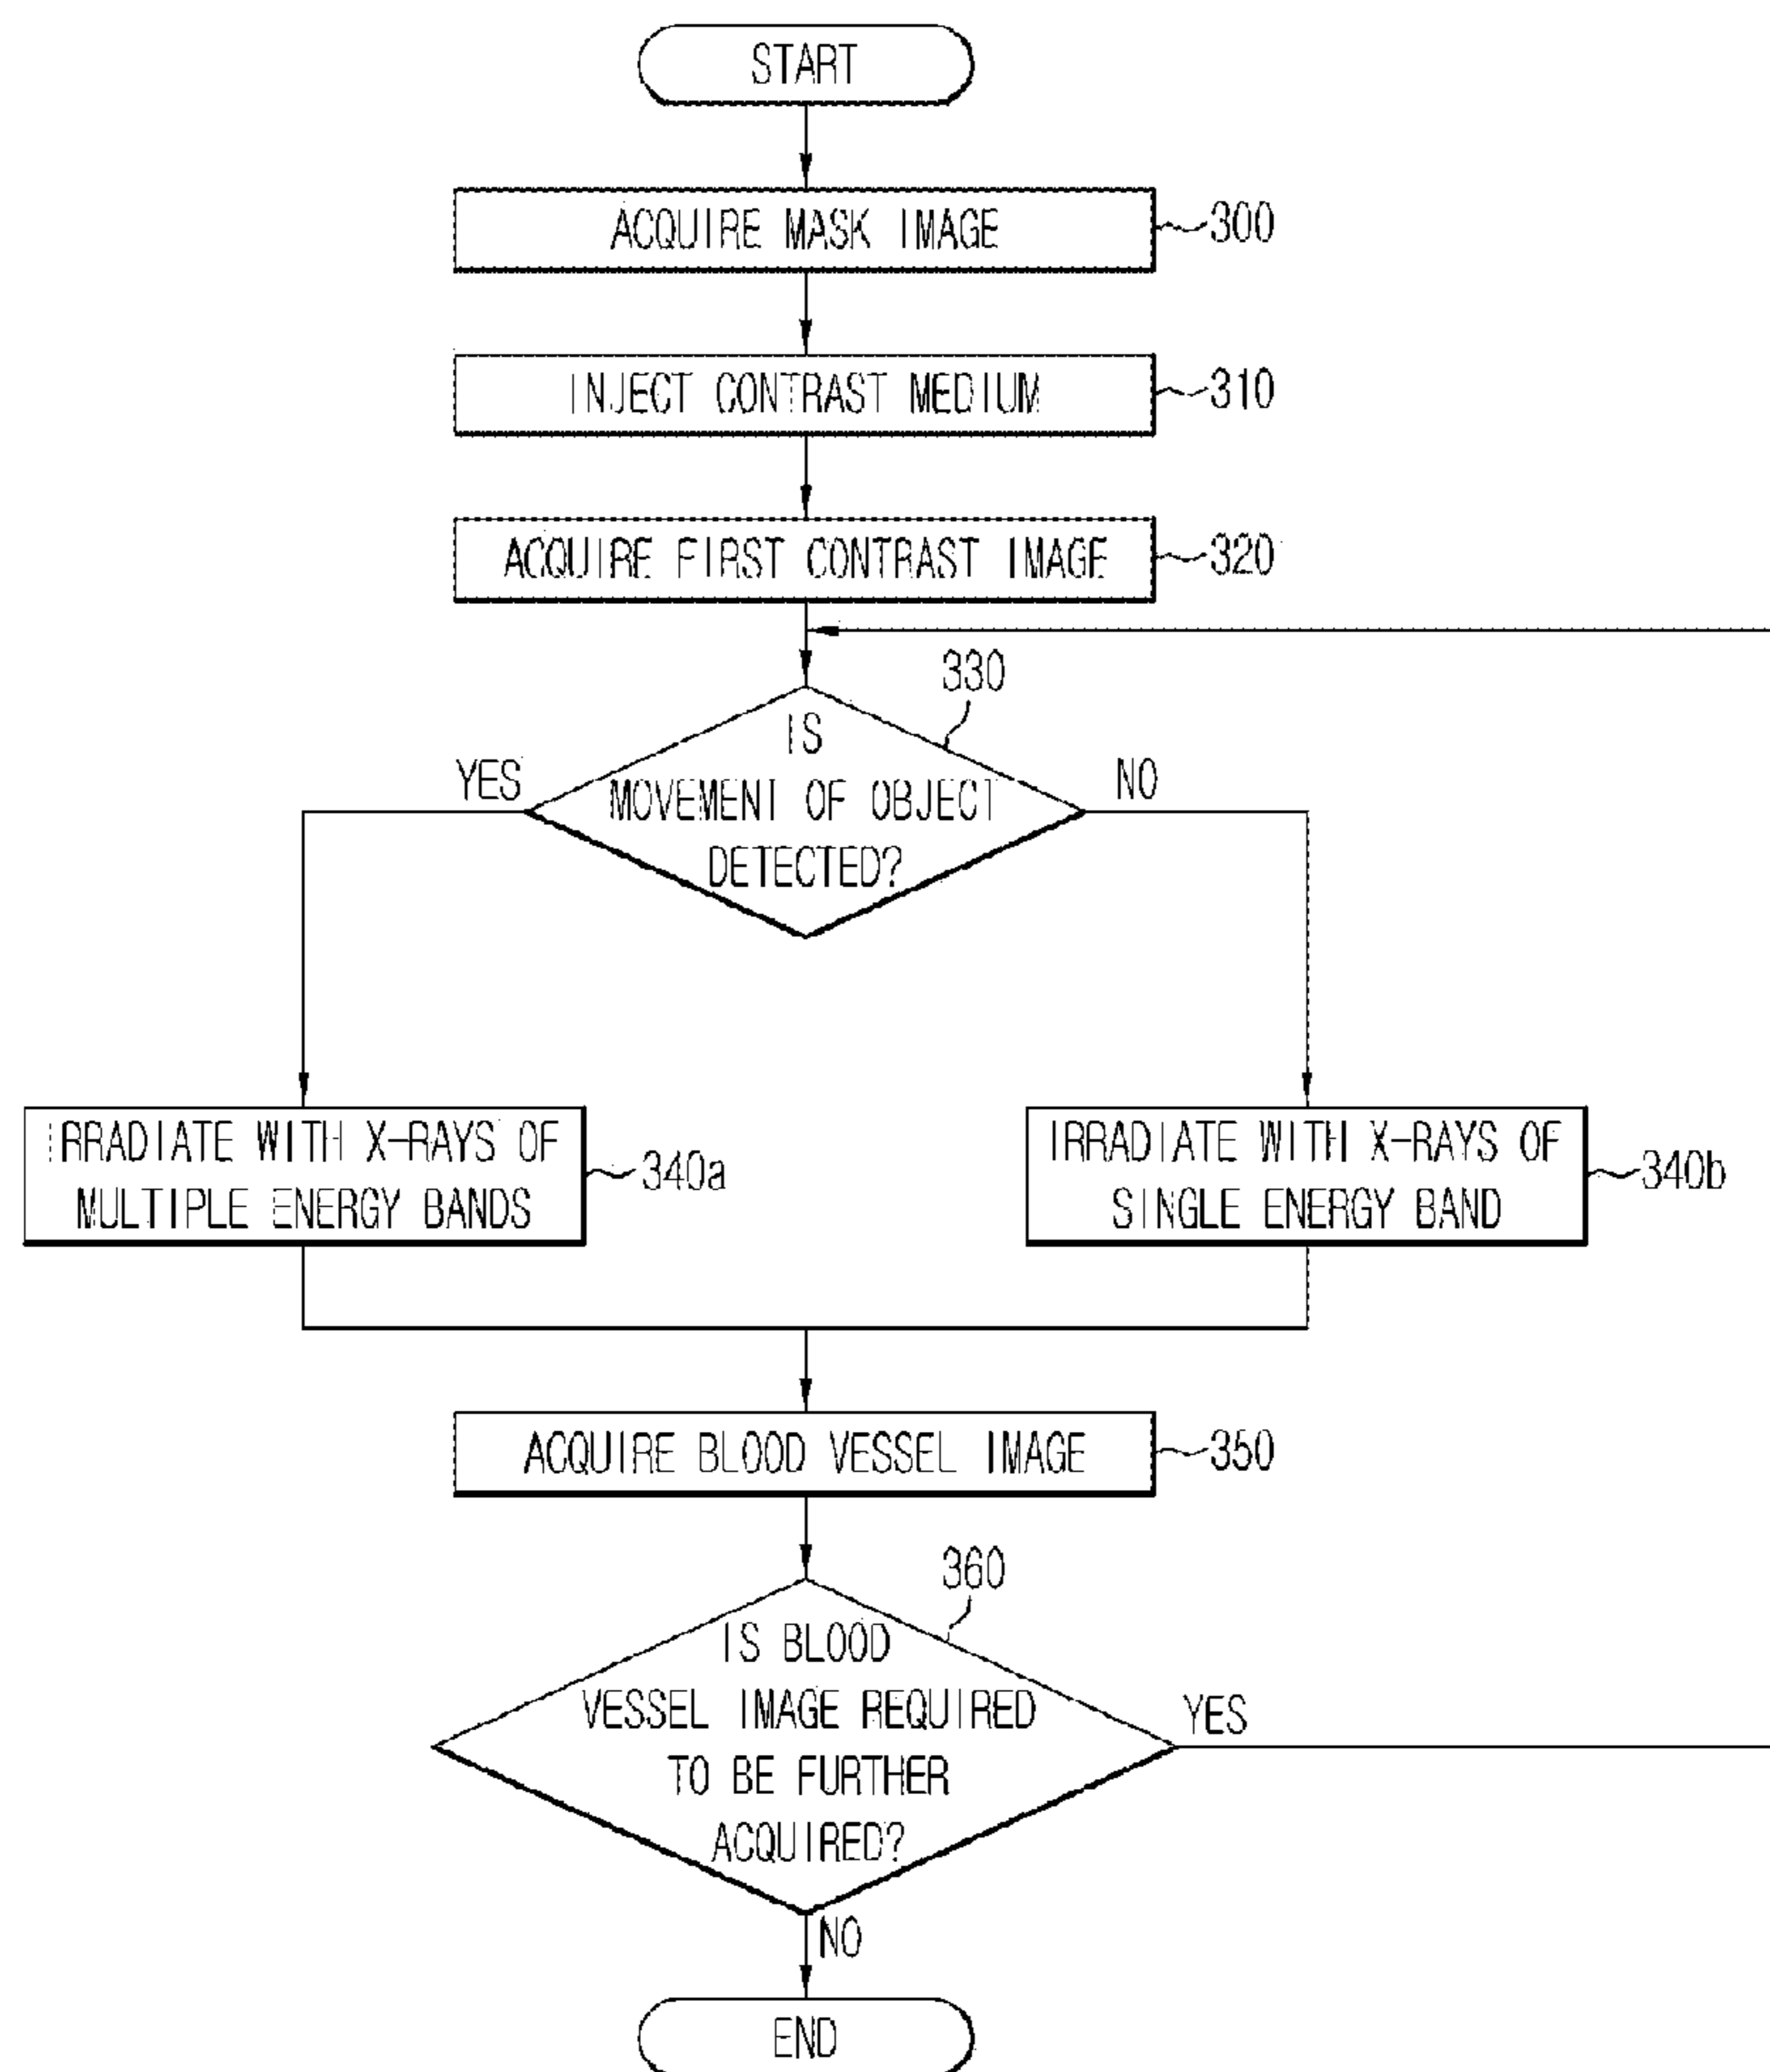 START
ACQUIRE MASK IMAGE
300
INJECT CONTRAST MEDIUM
310
ACQUIRE FIRST CONTRAST IMAGE
320
330
IS
MOVEMENT OF OBJECT
DETECTED?
YES
NO
IRRADIATE WITH X-RAYS OF
MULTIPLE ENERGY BANDS
340a
IRRADIATE WITH X-RAYS OF
SINGLE ENERGY BAND
340b
ACQUIRE BLOOD VESSEL IMAGE
350
360
IS BLOOD
VESSEL IMAGE REQUIRED
TO BE FURTHER
ACQUIRED?
YES
NO
END